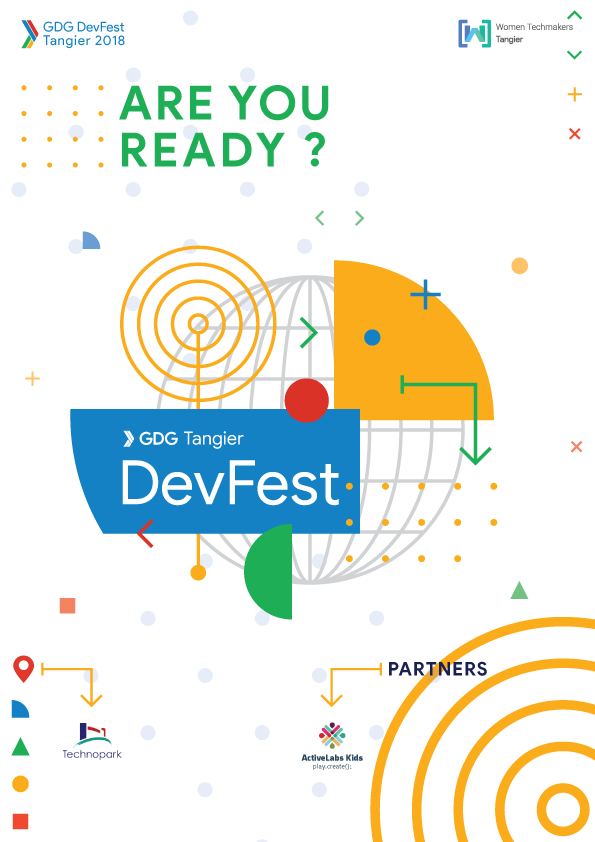 GDG DevFest
Tangier 2018
Women Techmakers
Tangier
ARE YOU
READY ?
GDG Tangier
DevFest
PARTNERS
Technopark
ActiveLabs Kids
play.create();